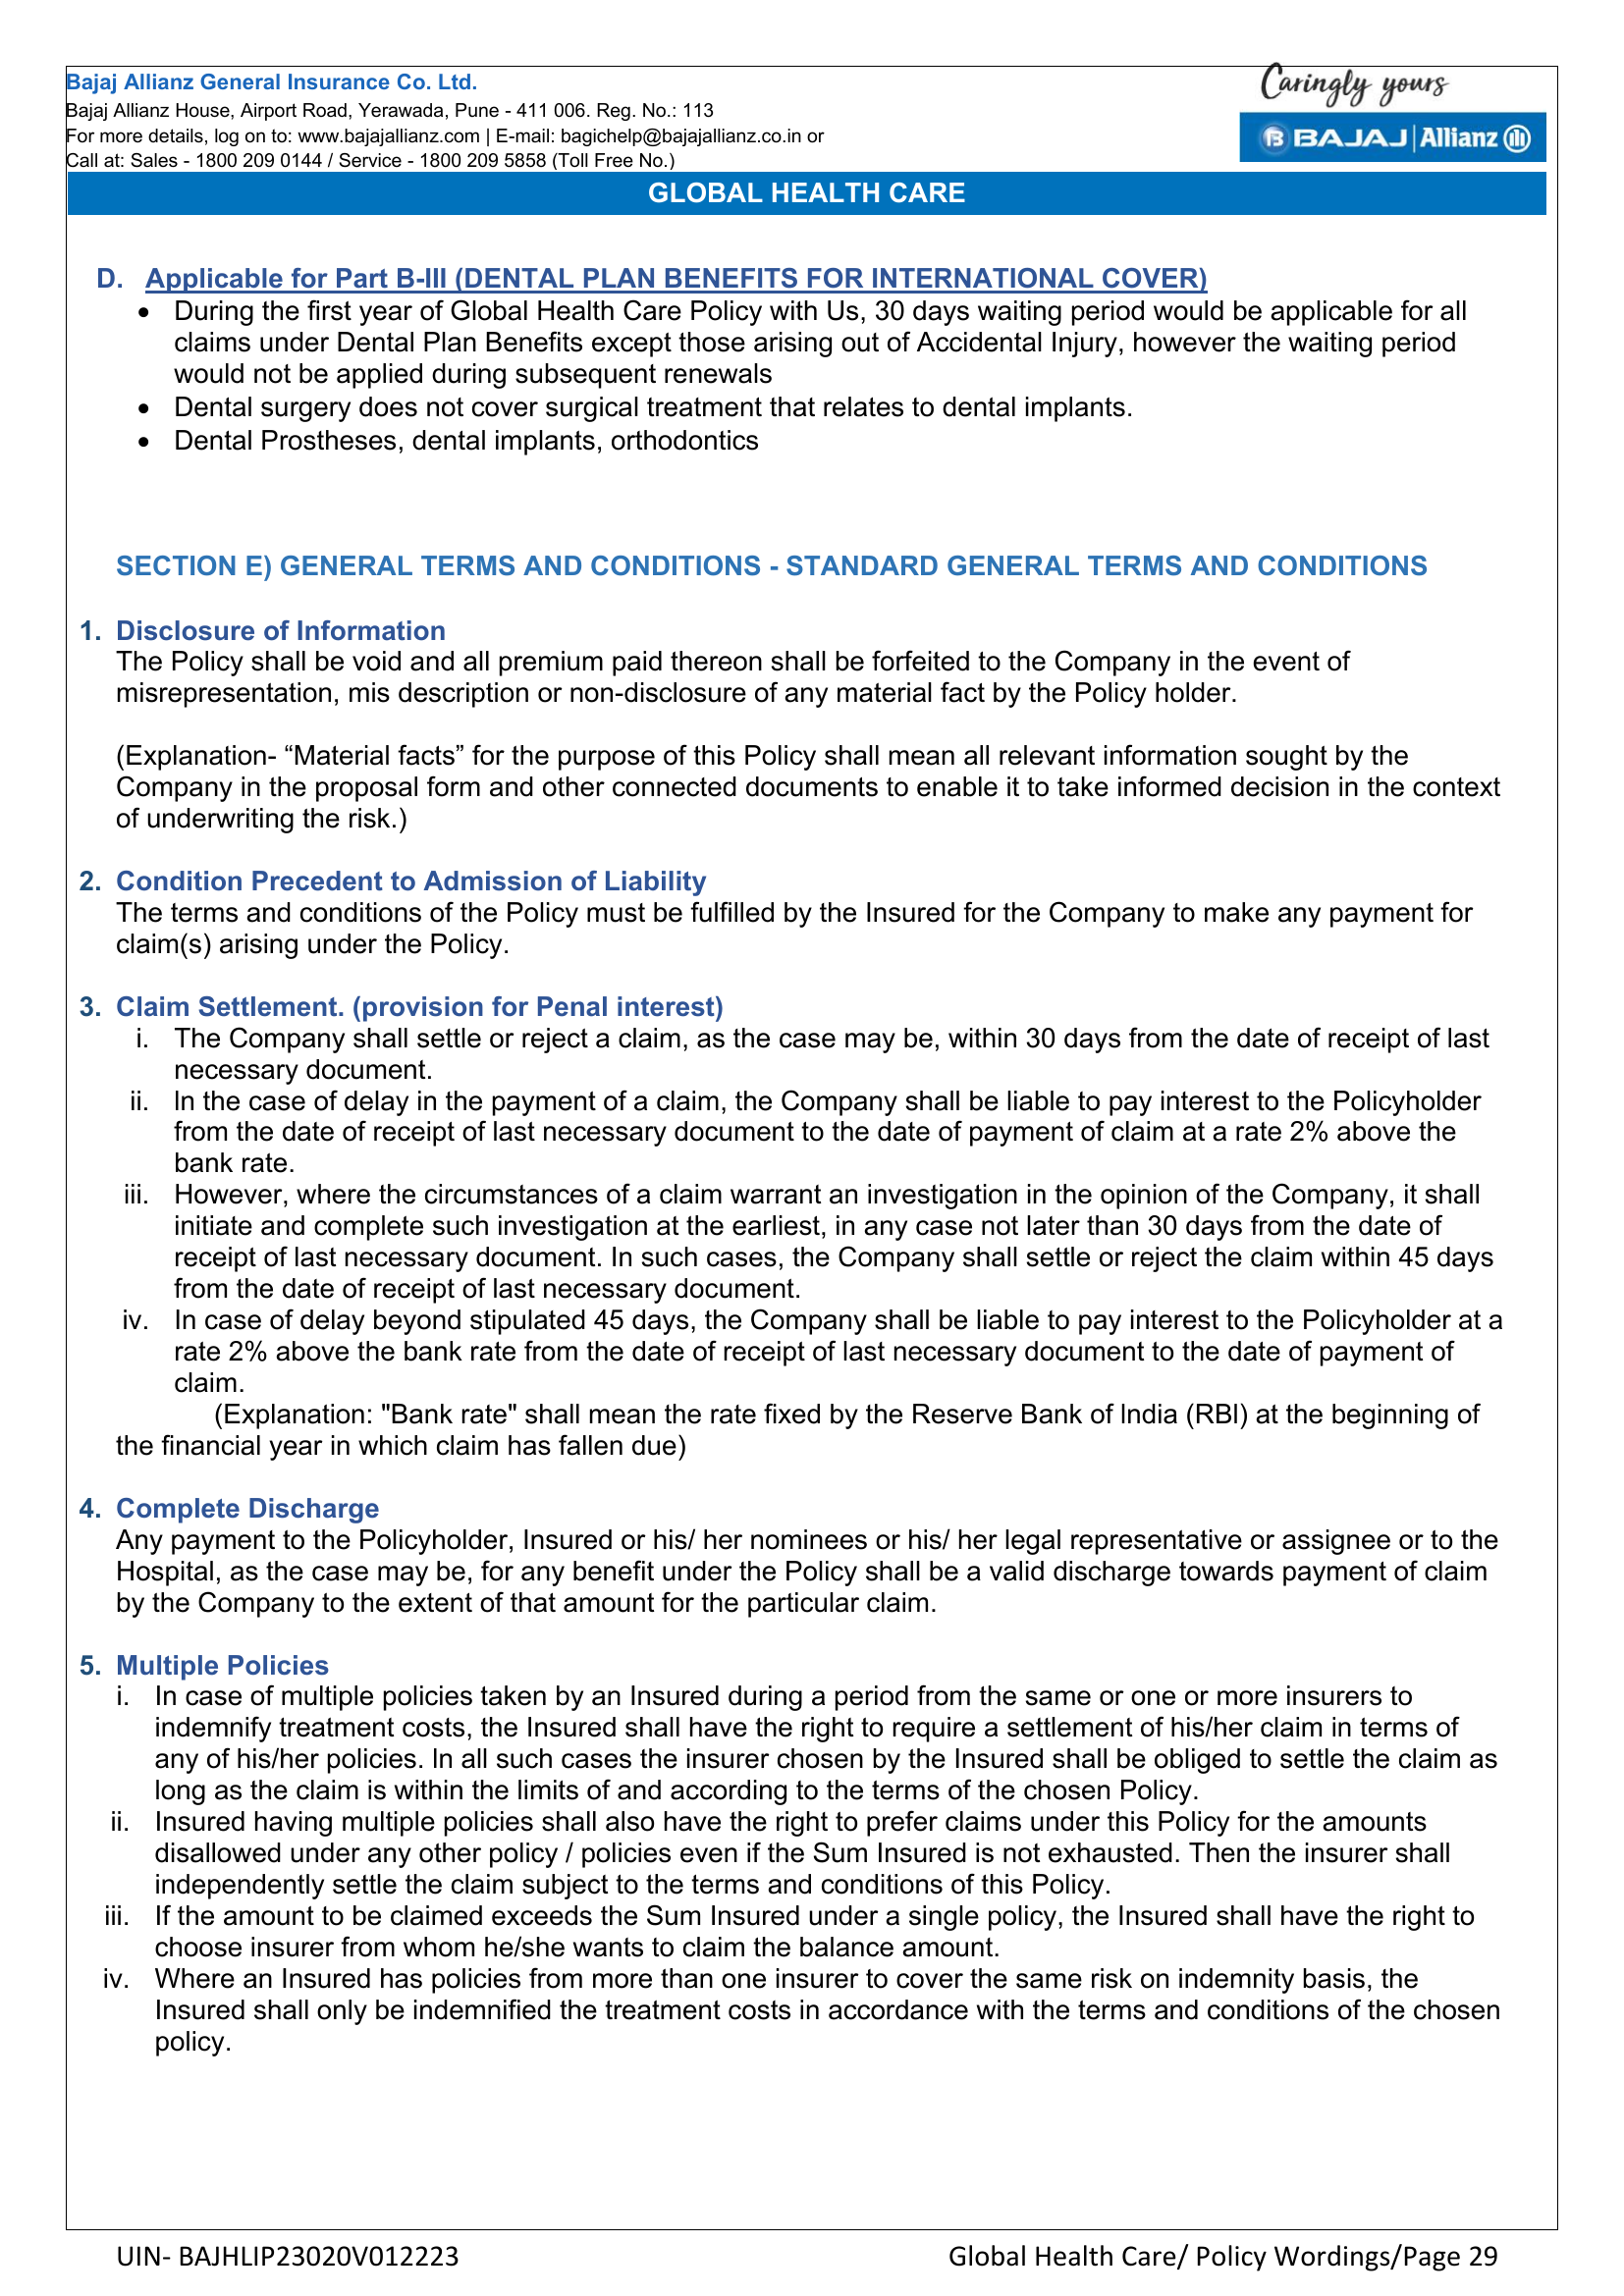 Bajaj Allianz General Insurance Co. Ltd.
Bajaj Allianz House, Airport Road, Yerawada, Pune - 411 006. Reg. No.: 113
For more details, log on to: www.bajajallianz.com | E-mail: bagichelp@bajajallianz.co.in or
Call at: Sales - 1800 209 0144 / Service - 1800 209 5858 (Toll Free No.)
Caringly yours
BAJAJ | Allianz
GLOBAL HEALTH CARE
D. Applicable for Part B-III (DENTAL PLAN BENEFITS FOR INTERNATIONAL COVER)
• During the first year of Global Health Care Policy with Us, 30 days waiting period would be applicable for all
claims under Dental Plan Benefits except those arising out of Accidental Injury, however the waiting period
would not be applied during subsequent renewals
• Dental surgery does not cover surgical treatment that relates to dental implants.
• Dental Prostheses, dental implants, orthodontics
SECTION E) GENERAL TERMS AND CONDITIONS - STANDARD GENERAL TERMS AND CONDITIONS
1. Disclosure of Information
The Policy shall be void and all premium paid thereon shall be forfeited to the Company in the event of
misrepresentation, mis description or non-disclosure of any material fact by the Policy holder.
(Explanation- “Material facts” for the purpose of this Policy shall mean all relevant information sought by the
Company in the proposal form and other connected documents to enable it to take informed decision in the context
of underwriting the risk.)
2. Condition Precedent to Admission of Liability
The terms and conditions of the Policy must be fulfilled by the Insured for the Company to make any payment for
claim(s) arising under the Policy.
3. Claim Settlement. (provision for Penal interest)
i. The Company shall settle or reject a claim, as the case may be, within 30 days from the date of receipt of last
necessary document.
ii. In the case of delay in the payment of a claim, the Company shall be liable to pay interest to the Policyholder
from the date of receipt of last necessary document to the date of payment of claim at a rate 2% above the
bank rate.
iii. However, where the circumstances of a claim warrant an investigation in the opinion of the Company, it shall
initiate and complete such investigation at the earliest, in any case not later than 30 days from the date of
receipt of last necessary document. In such cases, the Company shall settle or reject the claim within 45 days
from the date of receipt of last necessary document.
iv. In case of delay beyond stipulated 45 days, the Company shall be liable to pay interest to the Policyholder at a
rate 2% above the bank rate from the date of receipt of last necessary document to the date of payment of
claim.
(Explanation: "Bank rate" shall mean the rate fixed by the Reserve Bank of India (RBI) at the beginning of
the financial year in which claim has fallen due)
4. Complete Discharge
Any payment to the Policyholder, Insured or his/ her nominees or his/ her legal representative or assignee or to the
Hospital, as the case may be, for any benefit under the Policy shall be a valid discharge towards payment of claim
by the Company to the extent of that amount for the particular claim.
5. Multiple Policies
i. In case of multiple policies taken by an Insured during a period from the same or one or more insurers to
indemnify treatment costs, the Insured shall have the right to require a settlement of his/her claim in terms of
any of his/her policies. In all such cases the insurer chosen by the Insured shall be obliged to settle the claim as
long as the claim is within the limits of and according to the terms of the chosen Policy.
ii. Insured having multiple policies shall also have the right to prefer claims under this Policy for the amounts
disallowed under any other policy / policies even if the Sum Insured is not exhausted. Then the insurer shall
independently settle the claim subject to the terms and conditions of this Policy.
iii. If the amount to be claimed exceeds the Sum Insured under a single policy, the Insured shall have the right to
choose insurer from whom he/she wants to claim the balance amount.
iv. Where an Insured has policies from more than one insurer to cover the same risk on indemnity basis, the
Insured shall only be indemnified the treatment costs in accordance with the terms and conditions of the chosen
policy.
UIN- BAJHLIP23020V012223
Global Health Care/ Policy Wordings/Page 29